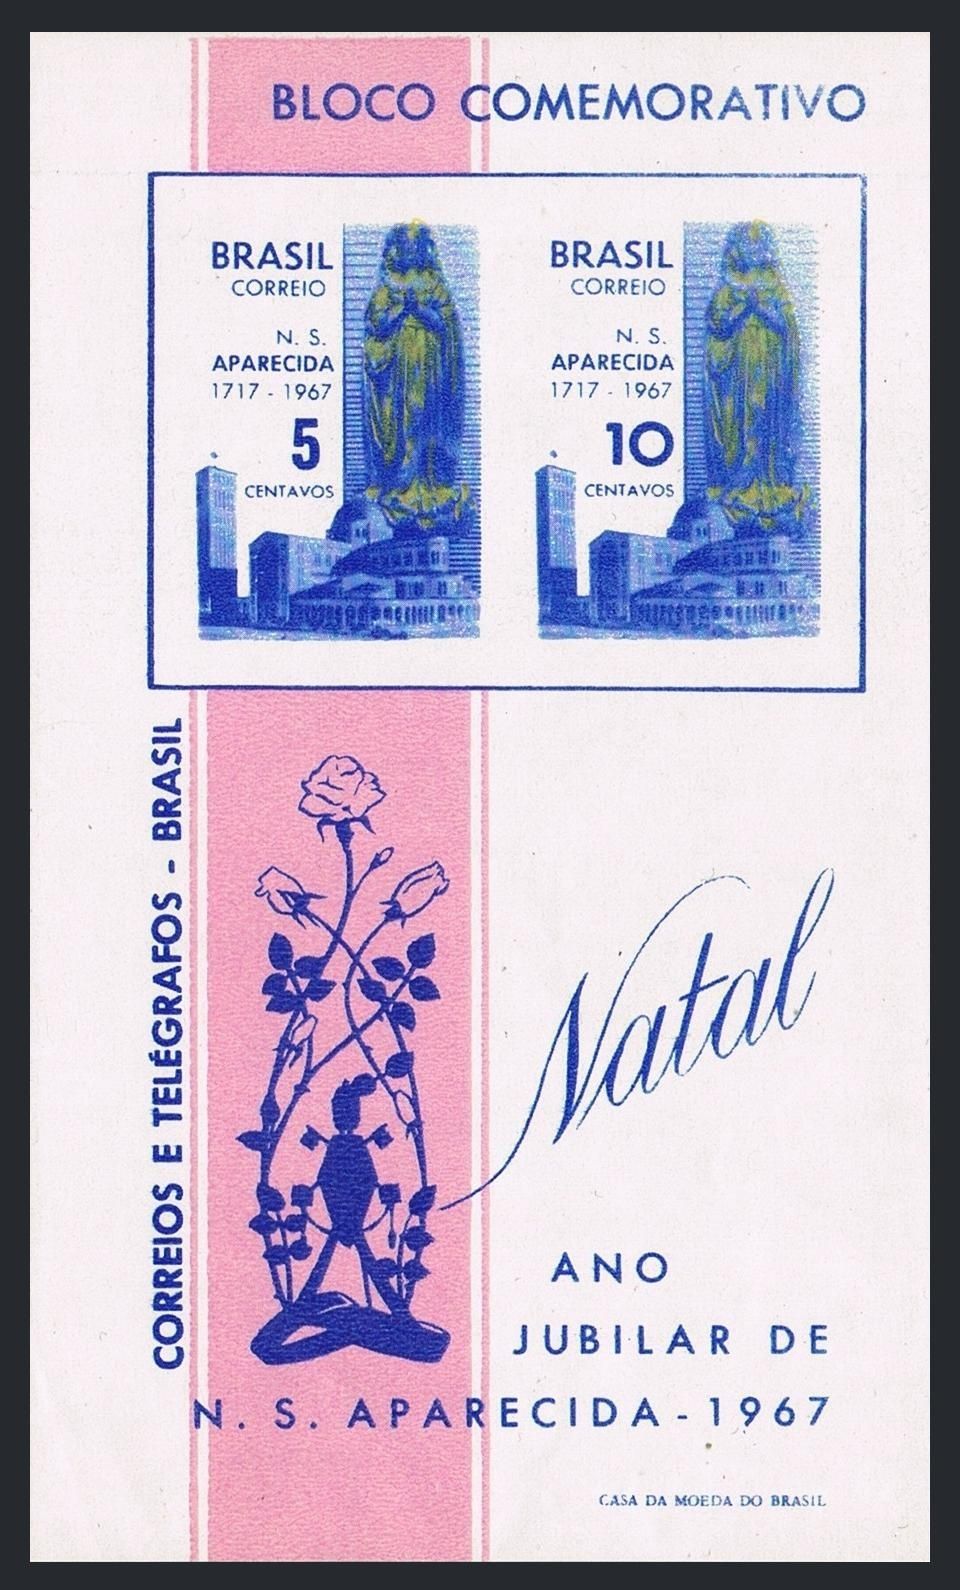 BLOCO COMEMORATIVO
BRASIL
CORREIO
N. S.
APARECIDA
1717 - 1967
5
CENTAVOS
BRASIL
CORREIO
N. S.
APARECIDA
1717 - 1967
10
CENTAVOS
CORREIOS E TELÉGRAFOS - BRASIL
Natal
ANO
JUBILAR DE
N. S. APARECIDA - 1967
CASA DA MOEDA DO BRASIL